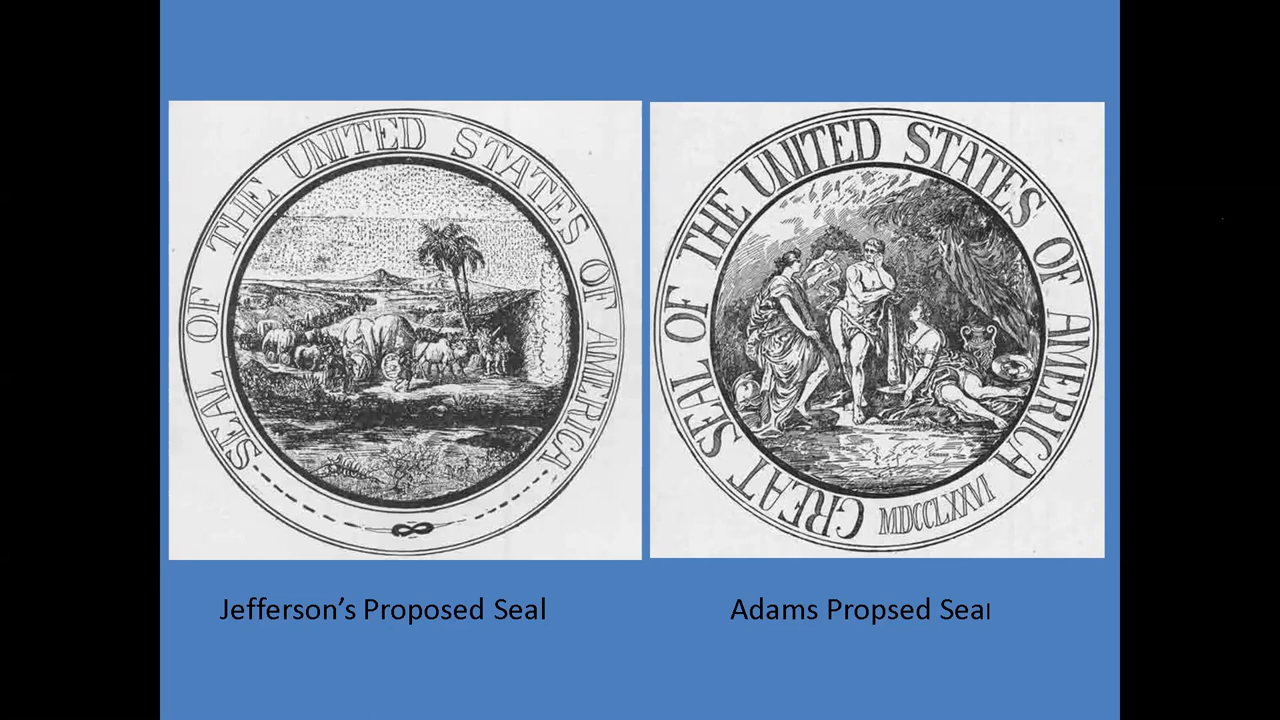 SEAL OF THE UNITED STATES OF AMERICA
GREAT SEAL OF THE UNITED STATES OF AMERICA
MDCCLXXVI
Jefferson’s Proposed Seal
Adams Propsed Seal